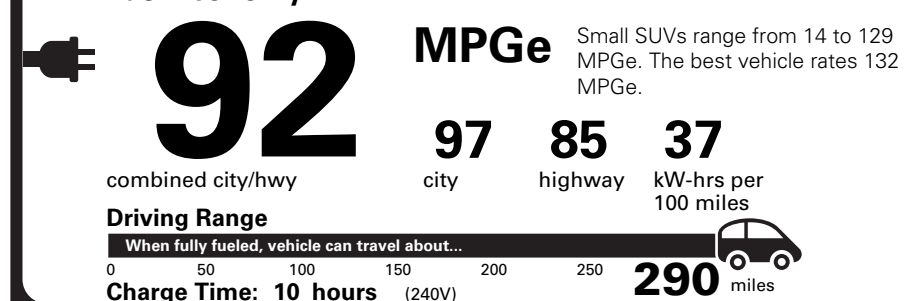 92
MPGe
Small SUVs range from 14 to 129
MPGe. The best vehicle rates 132
MPGe.
combined city/hwy
97
city
85
highway
37
kW-hrs per
100 miles
Driving Range
When fully fueled, vehicle can travel about...
0 50 100 150 200 250 290 miles
Charge Time: 10 hours (240V)